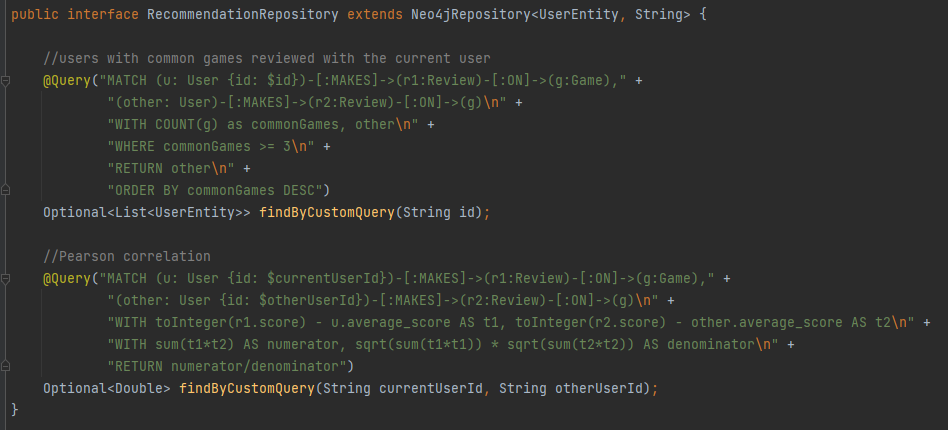 public interface RecommendationRepository extends Neo4jRepository<UserEntity, String> {
//users with common games reviewed with the current user
@Query("MATCH (u: User {id: $id})-[:MAKES]->(r1:Review)-[:ON]->(g:Game)," +
"(other: User)-[:MAKES]->(r2:Review)-[:ON]->(g)\n" +
"WITH COUNT(g) as commonGames, other\n" +
"WHERE commonGames >= 3\n" +
"RETURN other\n" +
"ORDER BY commonGames DESC")
Optional<List<UserEntity>> findByCustomQuery(String id);
//Pearson correlation
@Query("MATCH (u: User {id: $currentUserId})-[:MAKES]->(r1:Review)-[:ON]->(g:Game)," +
"(other: User {id: $otherUserId})-[:MAKES]->(r2:Review)-[:ON]->(g)\n" +
"WITH toInteger(r1.score) - u.average_score AS t1, toInteger(r2.score) - other.average_score AS t2\n" +
"WITH sum(t1*t2) AS numerator, sqrt(sum(t1*t1)) * sqrt(sum(t2*t2)) AS denominator\n" +
"RETURN numerator/denominator")
Optional<Double> findByCustomQuery(String currentUserId, String otherUserId);
}